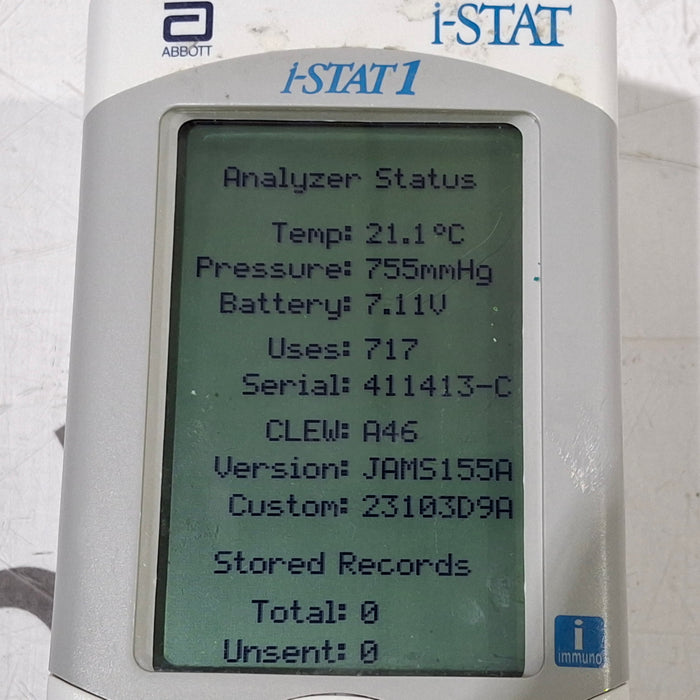 a
ABBOTT
i-STAT
i-STAT 1
Analyzer Status
Temp: 21.1°C
Pressure: 755mmHg
Battery: 7.11V
Uses: 717
Serial: 411413-C
CLEW: A46
Version: JAMS155A
Custom: 23103D9A
Stored Records
Total: 0
Unsent: 0
i
immuno